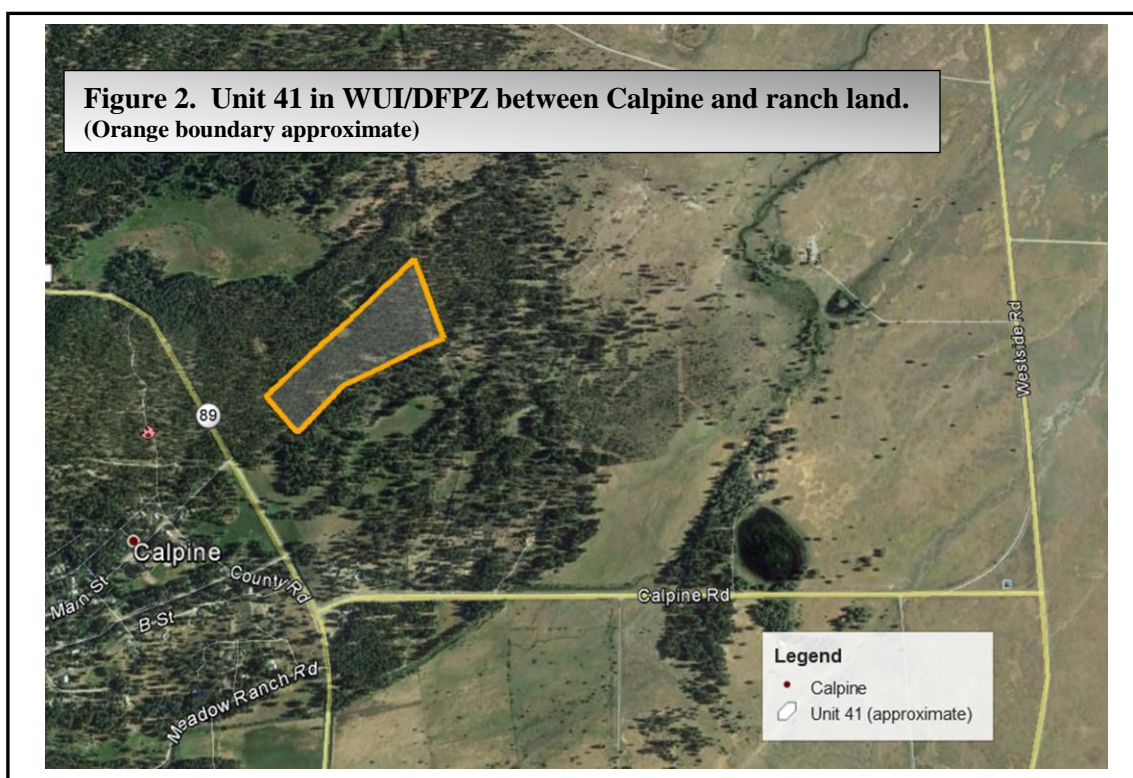 Figure 2. Unit 41 in WUI/DFPZ between Calpine and ranch land.
(Orange boundary approximate)
Westside Rd
89
Calpine
Main St
County Rd
B-St
Calpine Rd
Meadow Ranch Rd
Legend
Calpine
Unit 41 (approximate)